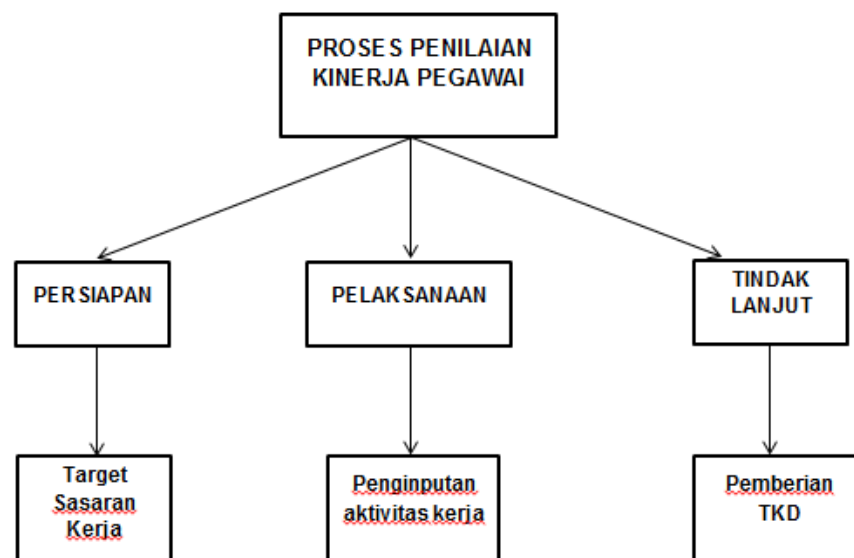 PROSES PENILAIAN
KINERJA PEGAWAI
PERSIAPAN
PELAKSANAAN
TINDAK
LANJUT
Target
Sasaran
Kerja
Penginputan
aktivitas kerja
Pemberian
TKD